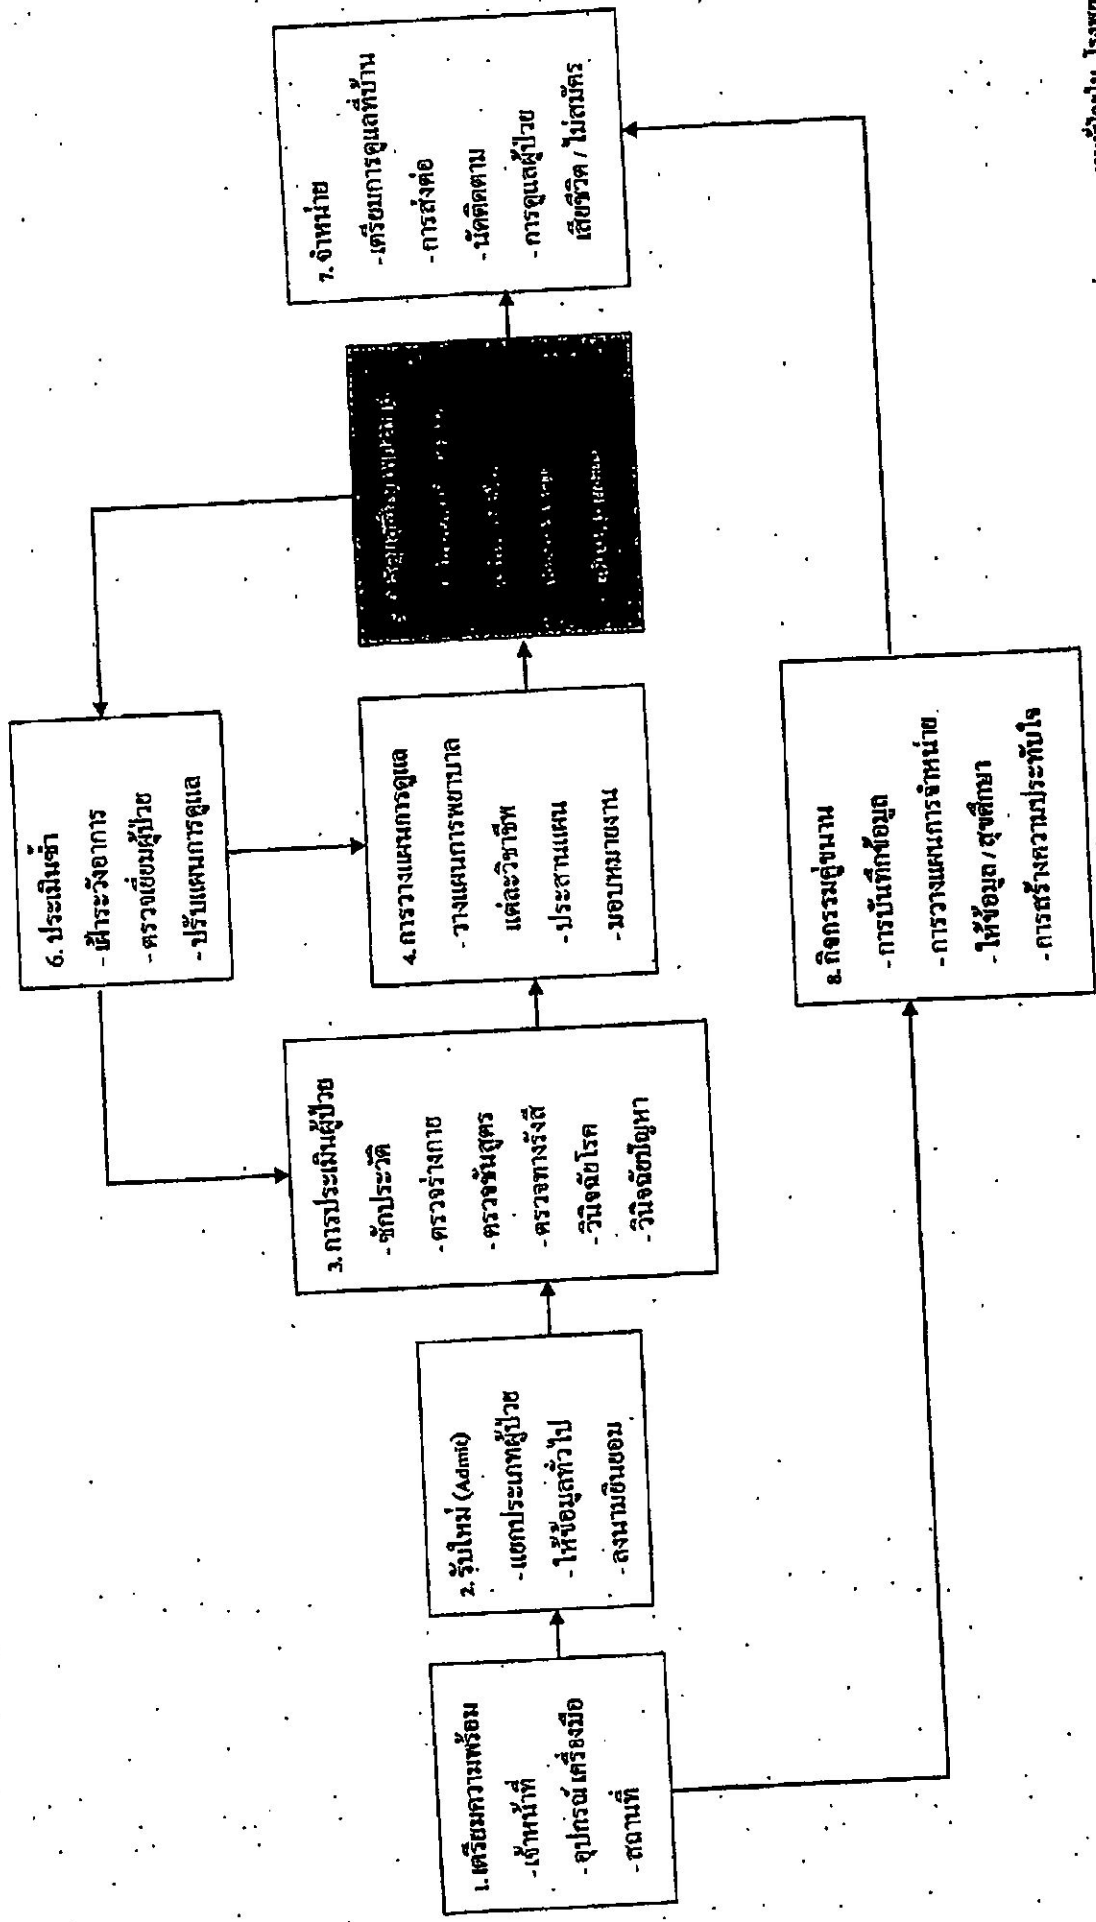 1. เตรียมความพร้อม
- เจ้าหน้าที่
- อุปกรณ์ เครื่องมือ
- สถานที่
2. รับใหม่ (Admit)
- แยกประเภทผู้ป่วย
- ให้ข้อมูลทั่วไป
- ลงนามยินยอม
3. การประเมินผู้ป่วย
- ซักประวัติ
- ตรวจร่างกาย
- ตรวจชันสูตร
- ตรวจทางรังสี
- วินิจฉัยโรค
- วินิจฉัยปัญหา
4. การวางแผนการดูแล
- วางแผนการพยาบาล
แต่ละวิชาชีพ
- ประสานแผน
- มอบหมายงาน
6. ประเมินซ้ำ
- เฝ้าระวังอาการ
- ตรวจเยี่ยมผู้ป่วย
- ปรับแผนการดูแล
7. จำหน่าย
- เตรียมการดูแลที่บ้าน
- การส่งต่อ
- นัดติดตาม
- การดูแลผู้ป่วย
เสียชีวิต / ไม่สมัคร
8. กิจกรรมคู่ขนาน
- การบันทึกข้อมูล
- การวางแผนการจำหน่าย
- ให้ข้อมูล / สุขศึกษา
- การสร้างความประทับใจ